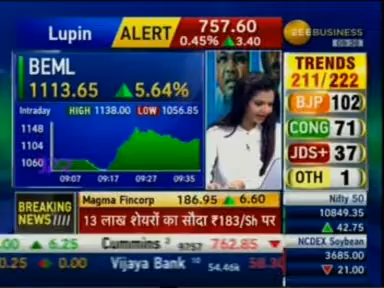 Lupin ALERT 757.60
0.45% 3.40
ZEEBUSINESS
BEML
1113.65 5.64%
Intraday HIGH 1138.00 LOW 1056.85
1148
1104
1060
09:07 09:17 09:27 09:35
TRENDS
211/222
BJP 102
CONG 71
JDS+ 37
OTH 1
BREAKING
NEWS////
Magma Fincorp 186.95 6.60
13 लाख शेयरों का सौदा ₹183/Sh पर
Nifty 50
10849.35
42.75
NCDEX Soybean
3685.00
21.00
.00 6.25 Cummins 762.85
0.25 0.00 Vijaya Bank 54.46k